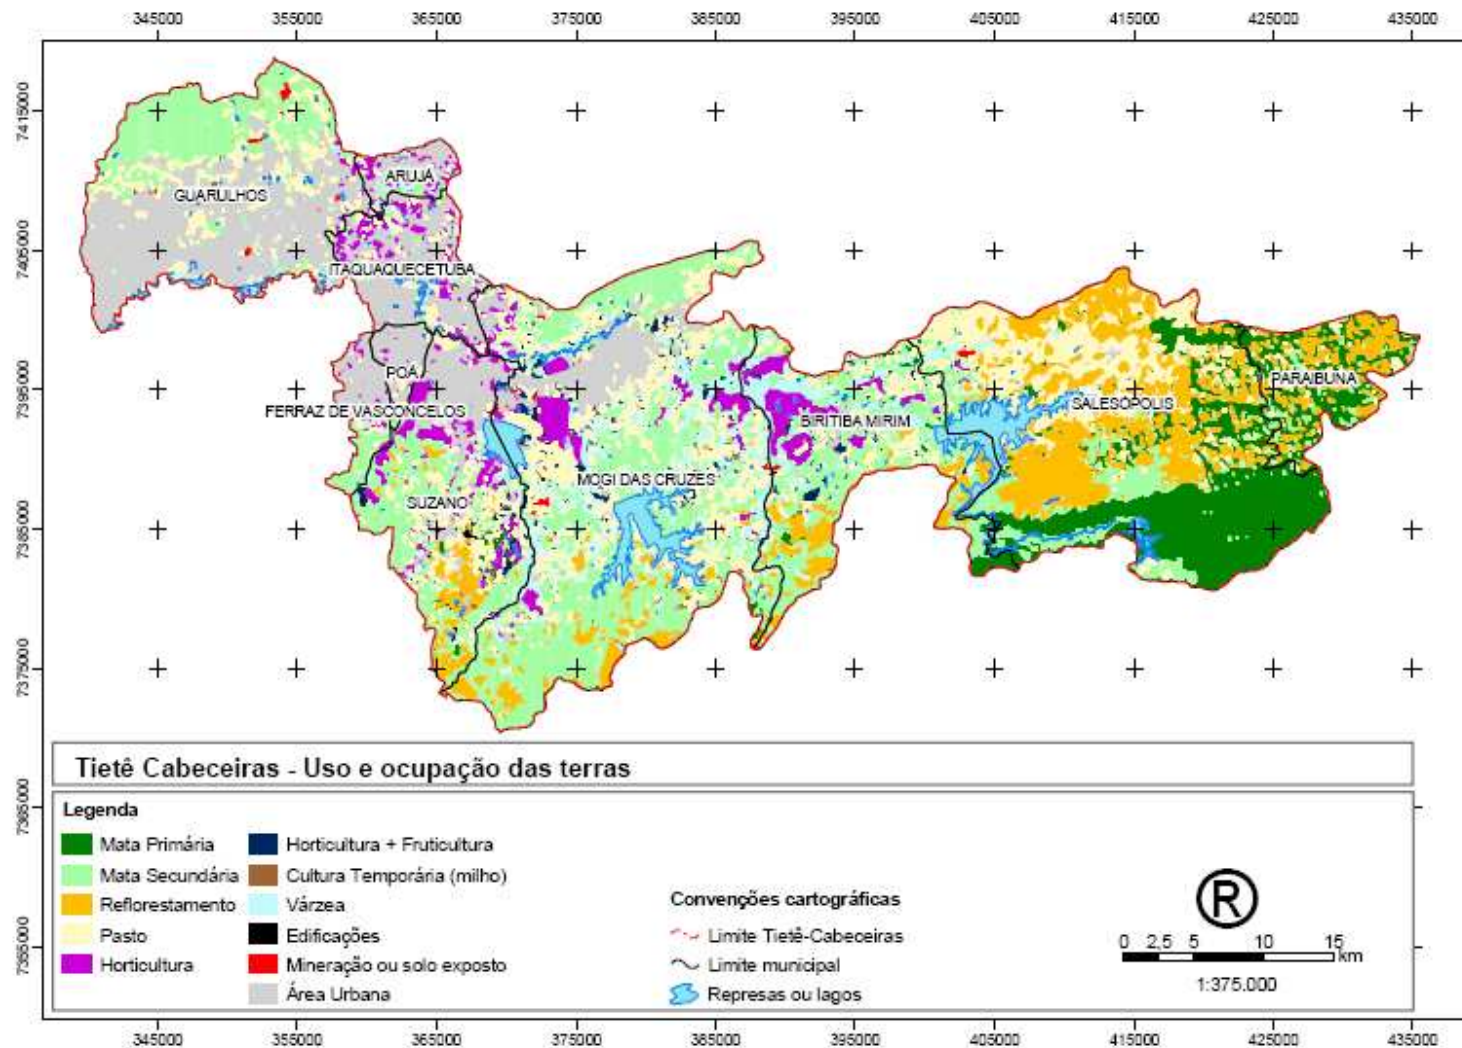 345000 355000 365000 375000 385000 395000 405000 415000 425000 435000
7415000
7405000
7395000
7385000
7375000
7365000
7355000
GUARULHOS
ARUJÁ
ITAQUAQUECETUBA
POÁ
FERRAZ DE VASCONCELOS
SUZANO
MOGI DAS CRUZES
BIRITIBA MIRIM
SALESÓPOLIS
PARAIBUNA
Tietê Cabeceiras - Uso e ocupação das terras
Legenda
Mata Primária
Mata Secundária
Reflorestamento
Pasto
Horticultura
Horticultura + Fruticultura
Cultura Temporária (milho)
Várzea
Edificações
Mineração ou solo exposto
Área Urbana
Convenções cartográficas
Limite Tietê-Cabeceiras
Limite municipal
Represas ou lagos
®
0 2,5 5 10 15
km
1:375.000
345000 355000 365000 375000 385000 395000 405000 415000 425000 435000